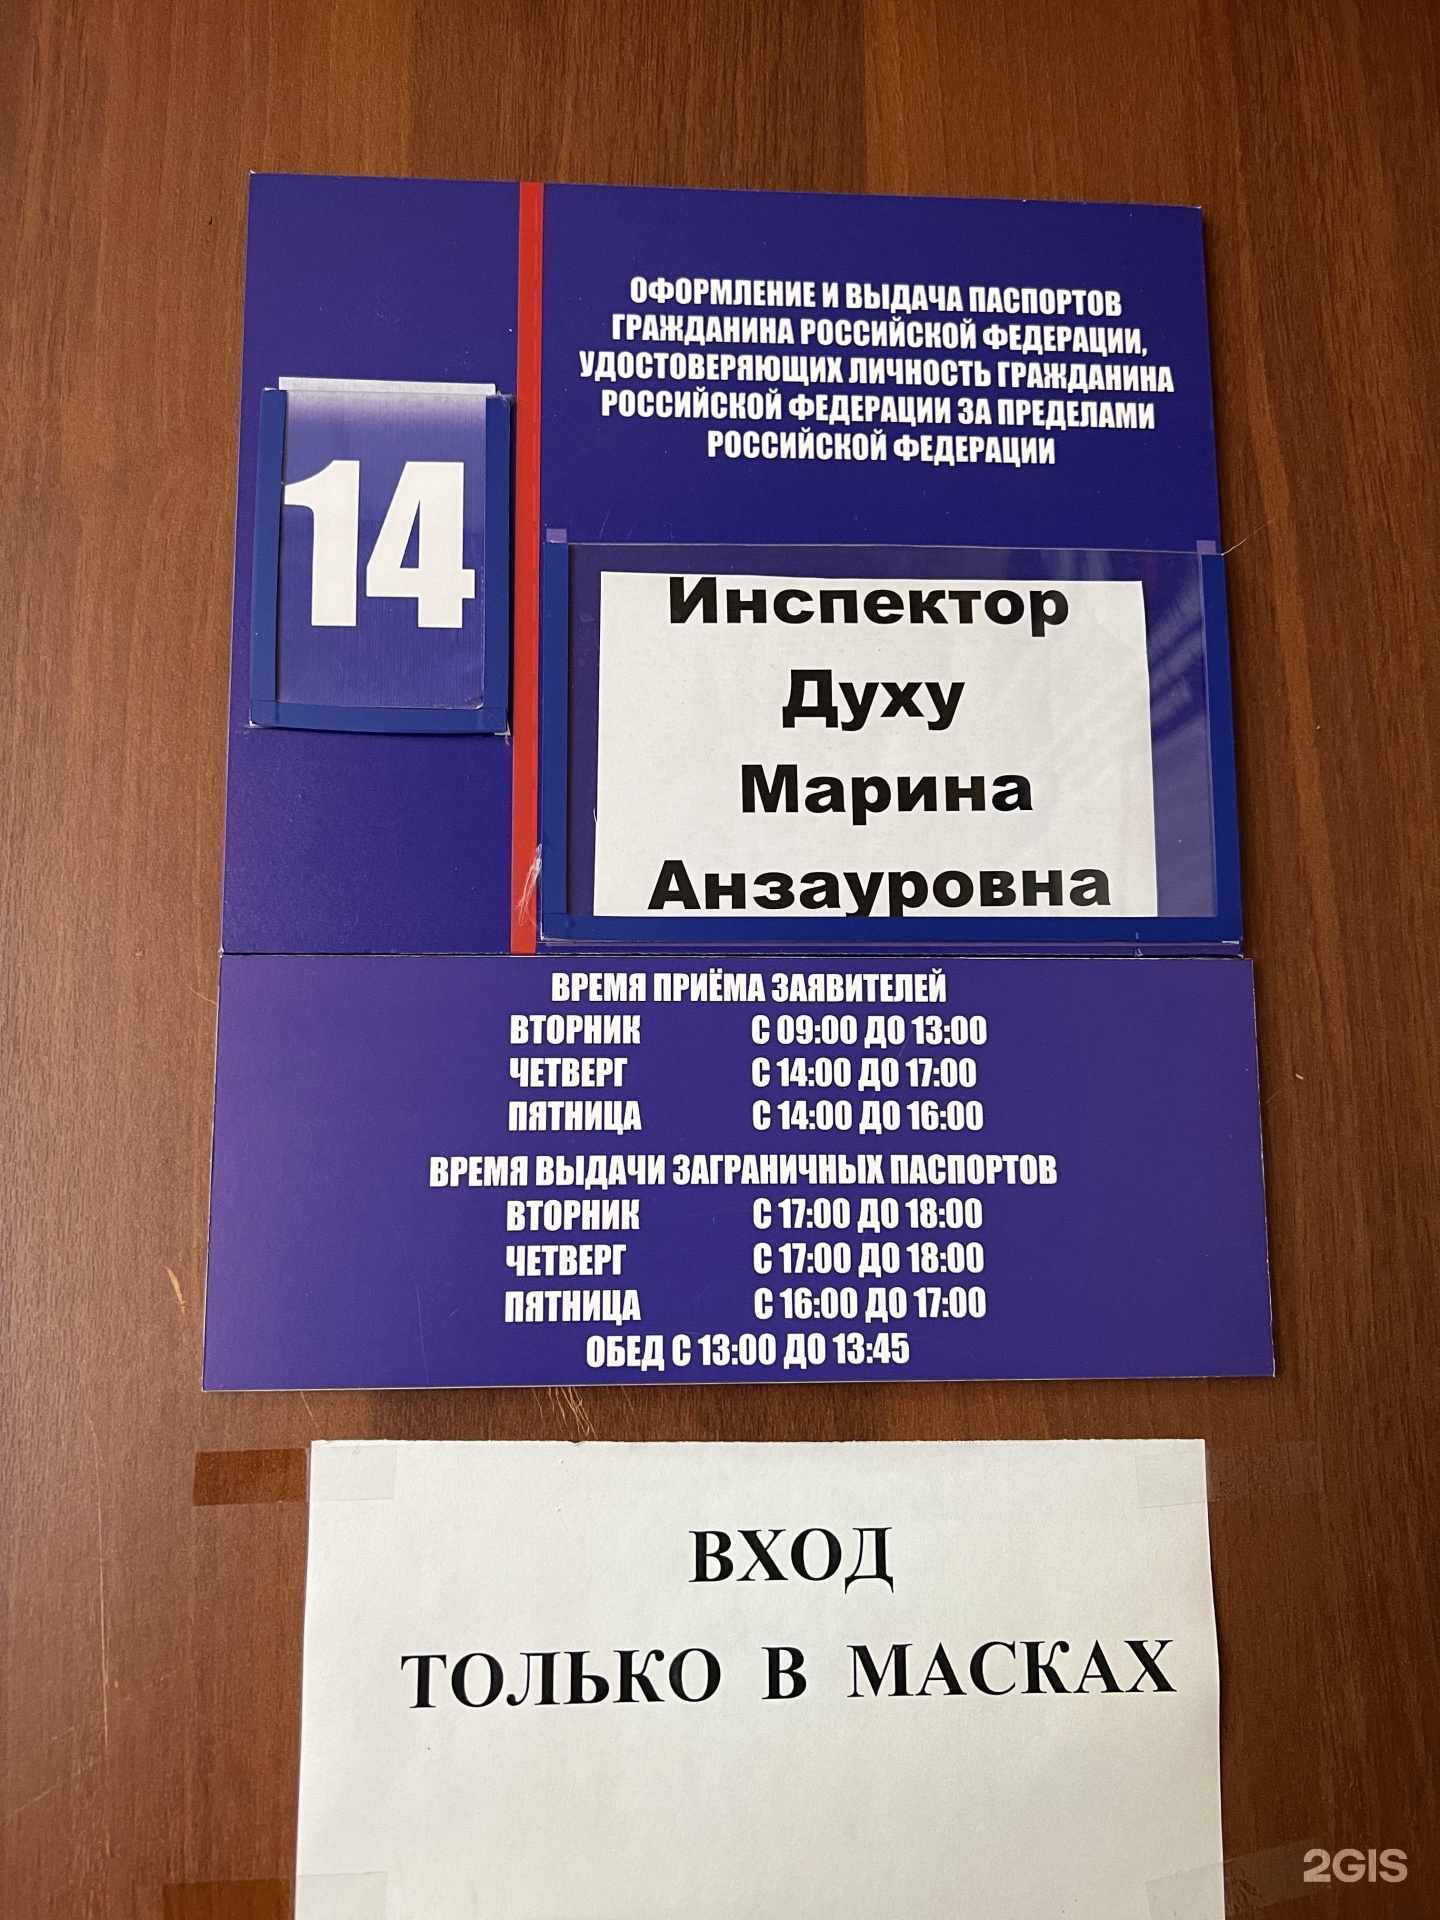 ОФОРМЛЕНИЕ И ВЫДАЧА ПАСПОРТОВ
ГРАЖДАНИНА РОССИЙСКОЙ ФЕДЕРАЦИИ,
УДОСТОВЕРЯЮЩИХ ЛИЧНОСТЬ ГРАЖДАНИНА
РОССИЙСКОЙ ФЕДЕРАЦИИ ЗА ПРЕДЕЛАМИ
РОССИЙСКОЙ ФЕДЕРАЦИИ
14
Инспектор
Духу
Марина
Анзауровна
ВРЕМЯ ПРИЁМА ЗАЯВИТЕЛЕЙ
ВТОРНИК С 09:00 ДО 13:00
ЧЕТВЕРГ С 14:00 ДО 17:00
ПЯТНИЦА С 14:00 ДО 16:00
ВРЕМЯ ВЫДАЧИ ЗАГРАНИЧНЫХ ПАСПОРТОВ
ВТОРНИК С 17:00 ДО 18:00
ЧЕТВЕРГ С 17:00 ДО 18:00
ПЯТНИЦА С 16:00 ДО 17:00
ОБЕД С 13:00 ДО 13:45
ВХОД
ТОЛЬКО В МАСКАХ
2GIS